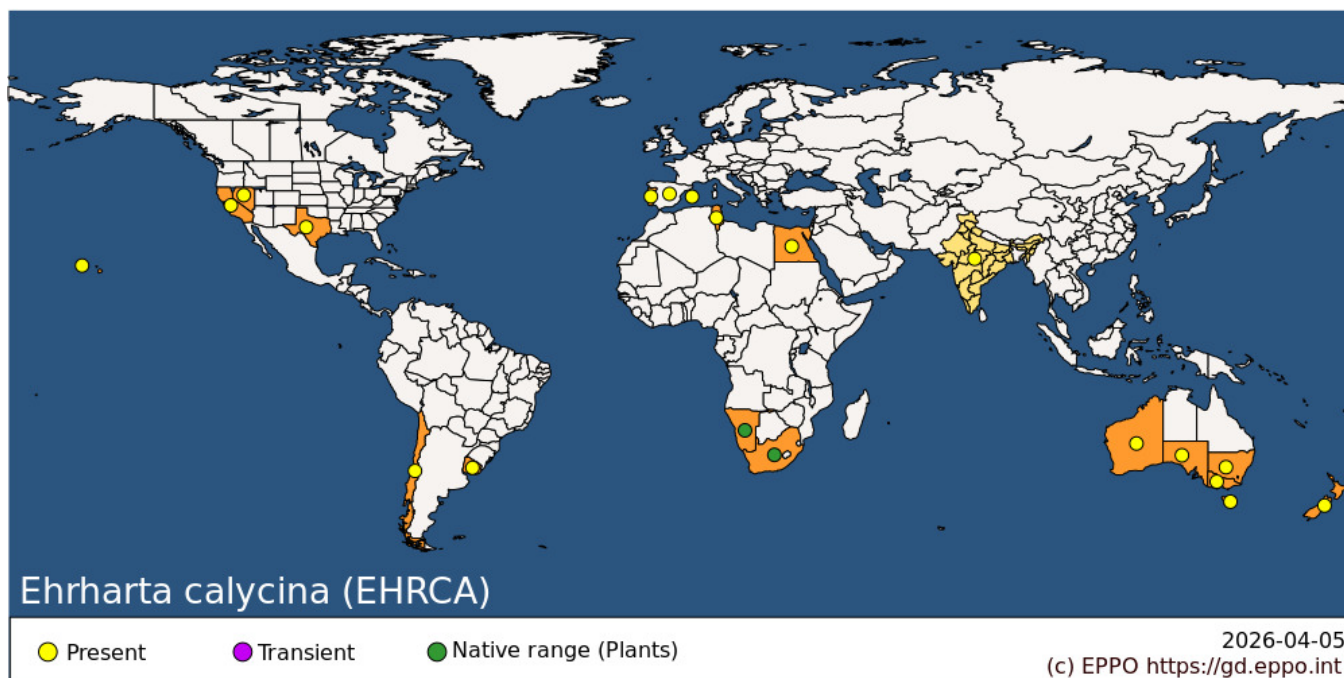 Ehrharta calycina (EHRCA)
Present
Transient
Native range (Plants)
2026-04-05
(c) EPPO https://gd.eppo.int